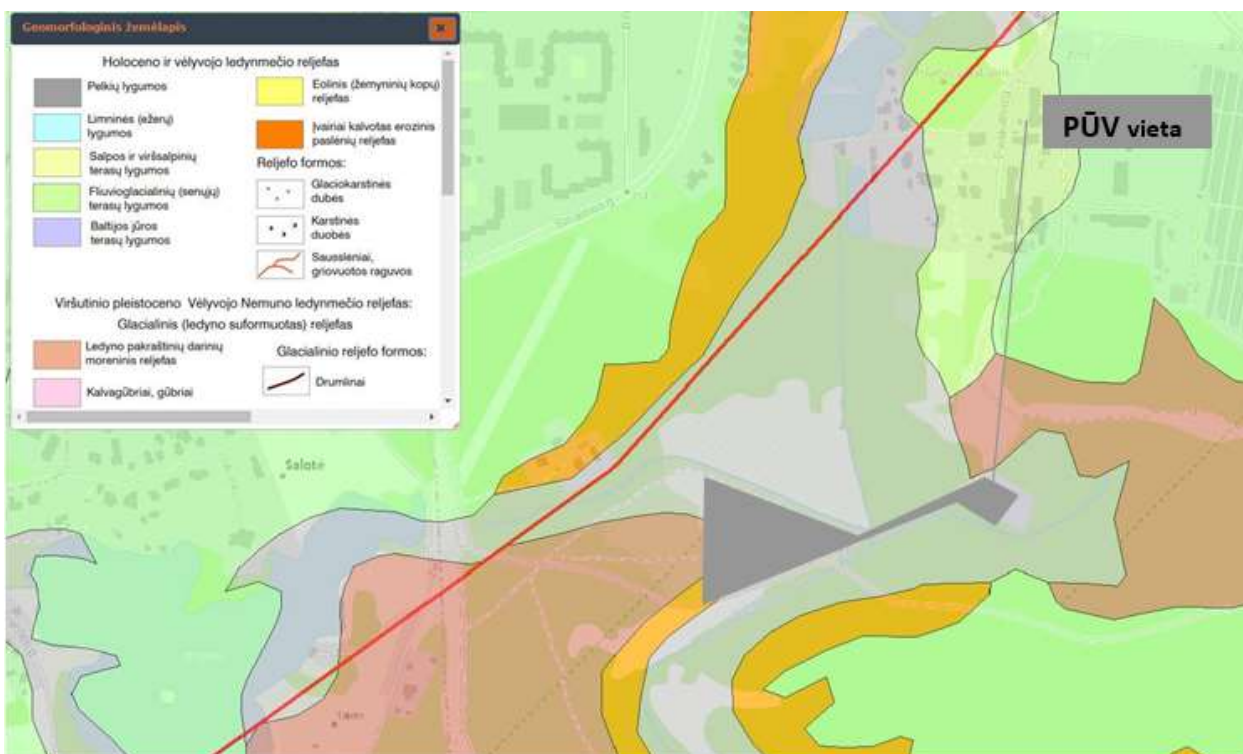 Geomorfologinis žemėlapis
Holoceno ir vėlyvojo ledynmečio reljefas
Pelkių lygumos
Limninės (ežerų)
lygumos
Salpos ir viršsalpinių
terasų lygumos
Fliuvioglacialinių (senųjų)
terasų lygumos
Baltijos jūros
terasų lygumos
Eolinis (žemyninių kopų)
reljefas
Įvairiai kalvotas erozinis
paslėnių reljefas
Reljefo formos:
Glaciokarstinės
dubės
Karstinės
duobės
Sausslėniai,
griovuotos raguvos
Viršutinio pleistoceno Vėlyvojo Nemuno ledynmečio reljefas:
Glacialinis (ledyno suformuotas) reljefas
Ledyno pakraštinių darinių
moreninis reljefas
Kalvagūbriai, gūbriai
Glacialinio reljefo formos:
Drumlinai
PŪV vieta
Salotė